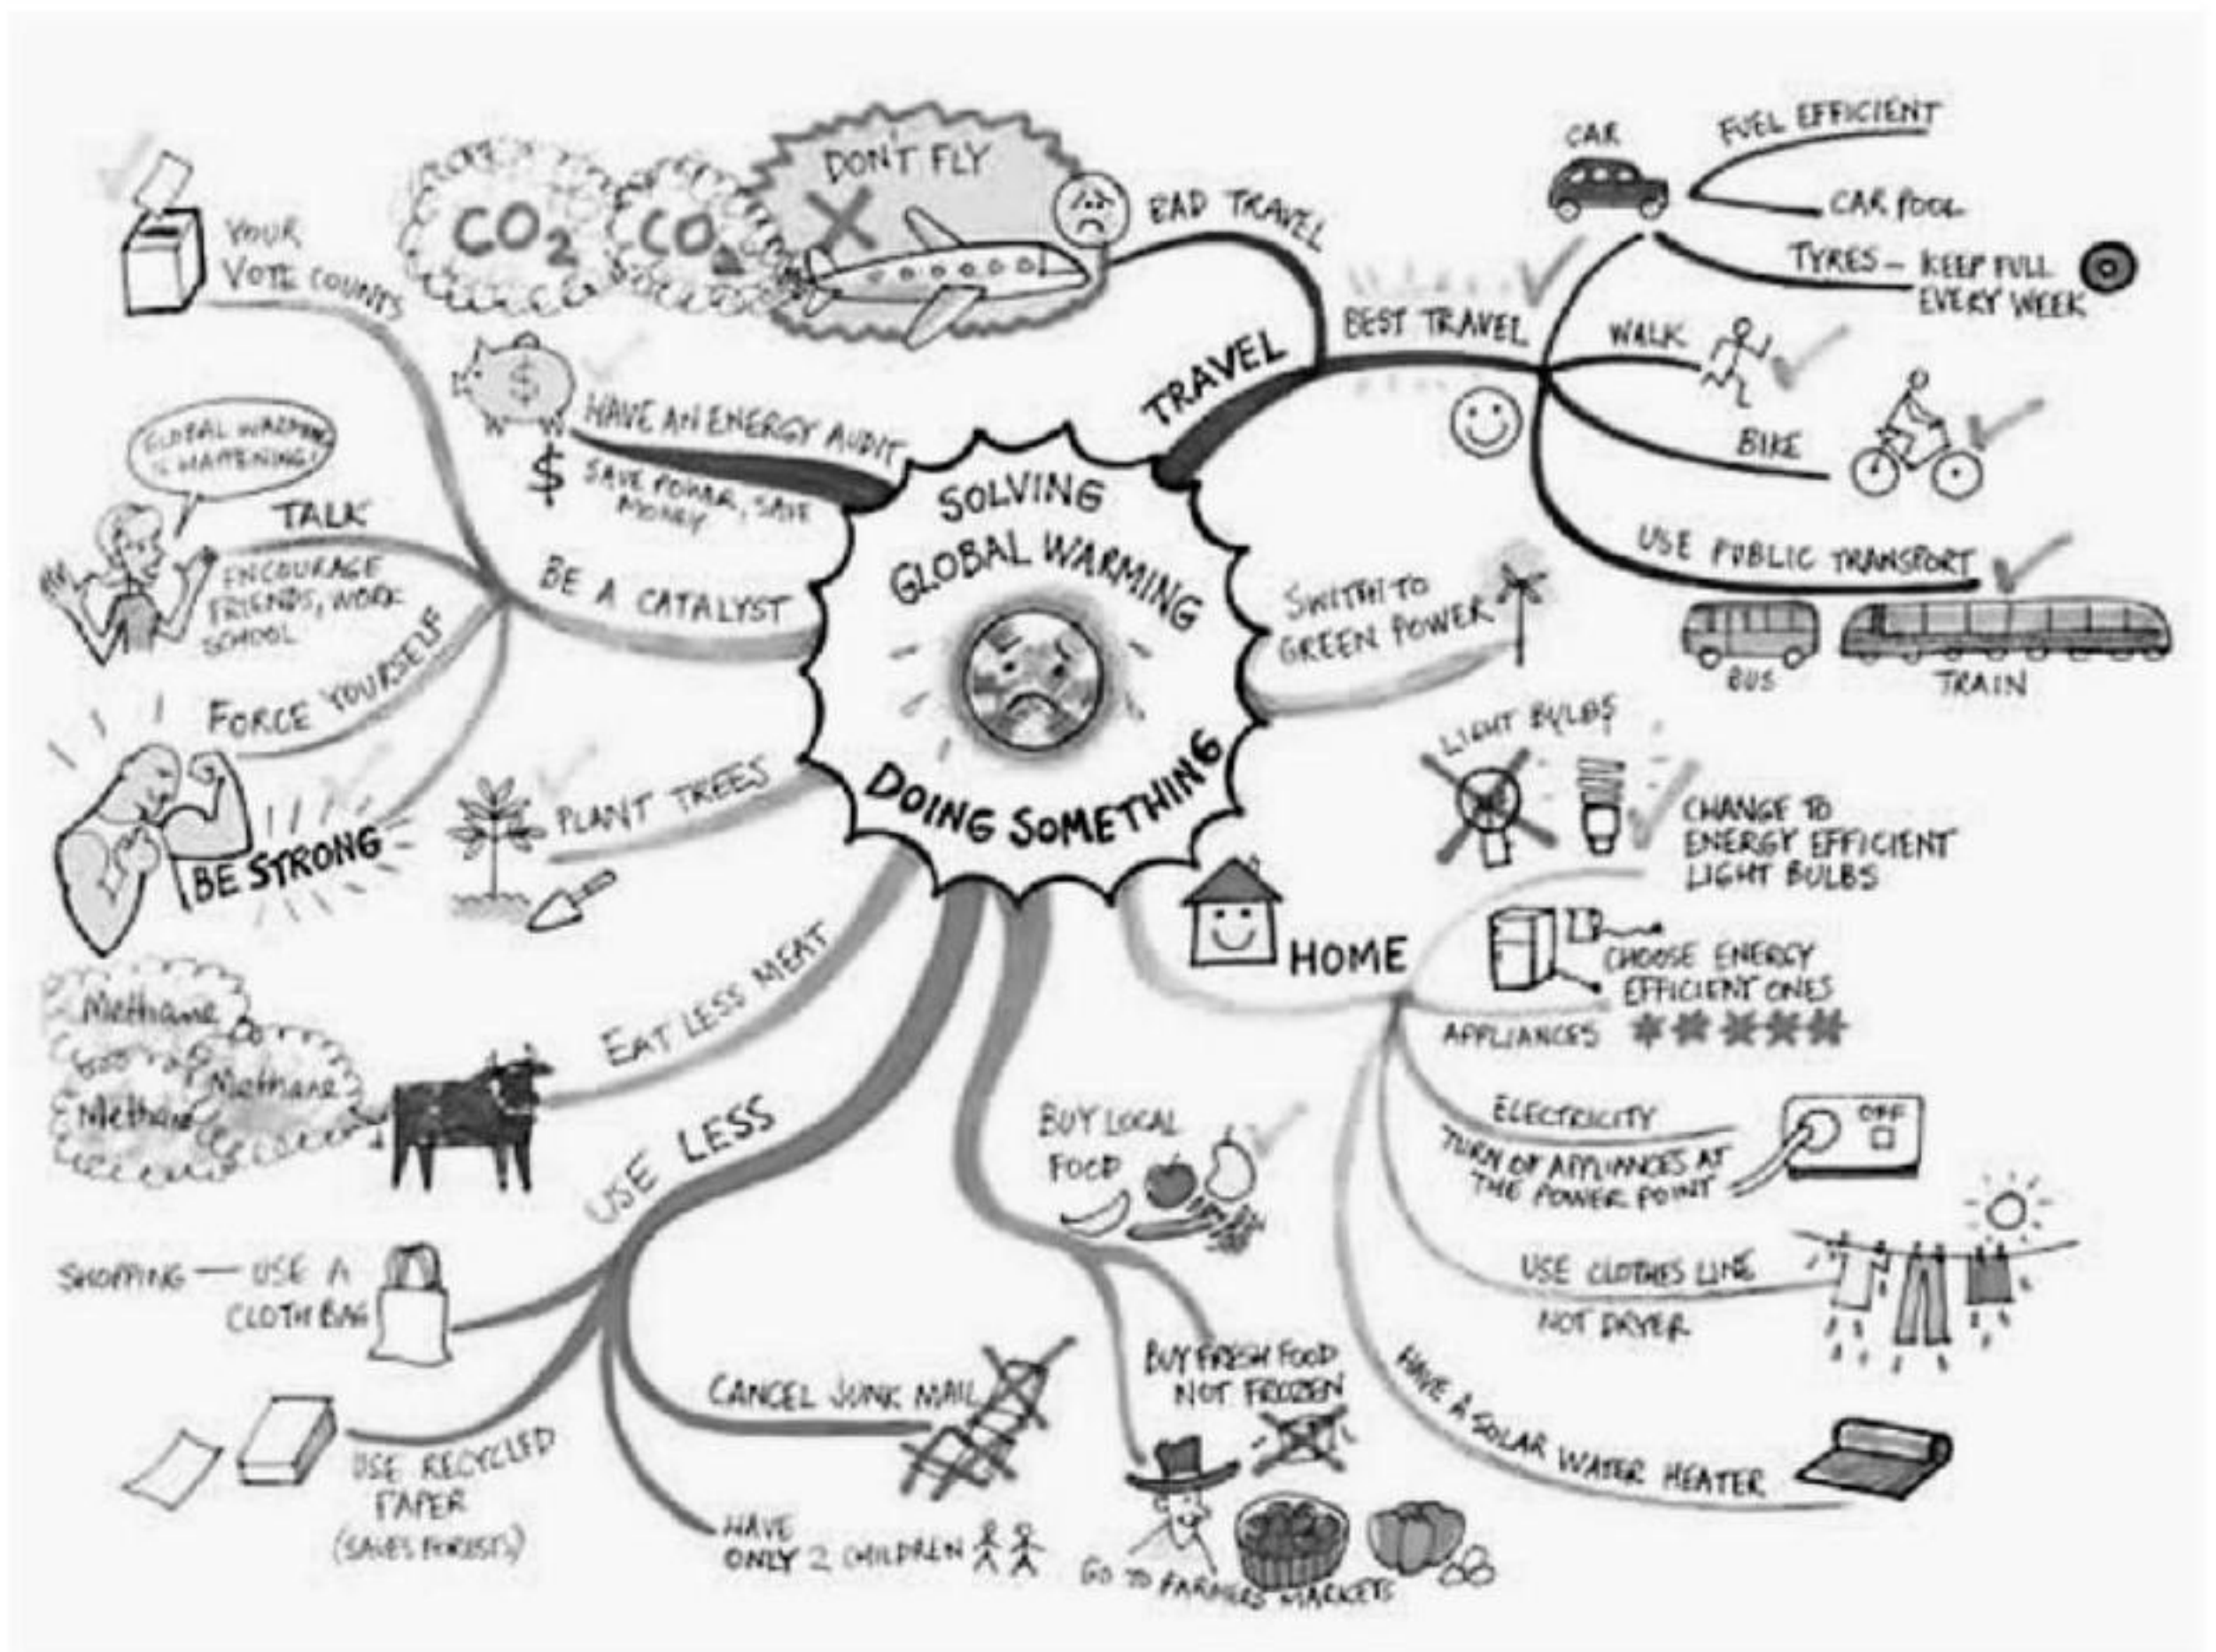 SOLVING
GLOBAL WARMING
DOING SOMETHING
TRAVEL
BAD TRAVEL
DON'T FLY
CO2
CO2
BEST TRAVEL
CAR
FUEL EFFICIENT
CAR POOL
TYRES - KEEP FULL
EVERY WEEK
WALK
BIKE
USE PUBLIC TRANSPORT
BUS
TRAIN
SWITH TO
GREEN POWER
HOME
LIGHT BULBS
CHANGE TO
ENERGY EFFICIENT
LIGHT BULBS
CHOOSE ENERGY
EFFICIENT ONES
APPLIANCES
ELECTRICITY
OFF
TURN OF APPLIANCES AT
THE POWER POINT
USE CLOTHES LINE
NOT DRYER
HAVE A SOLAR WATER HEATER
BUY LOCAL
FOOD
BUY FRESH FOOD
NOT FROZEN
GO TO FARMERS MARKETS
USE LESS
CANCEL JUNK MAIL
HAVE
ONLY 2 CHILDREN
USE RECYCLED
PAPER
(SAVES FORESTS)
SHOPPING — USE A
CLOTH BAG
EAT LESS MEAT
Methane
Methane
Methane
PLANT TREES
BE A CATALYST
YOUR
VOTE COUNTS
TALK
GLOBAL WARMING
IS HAPPENING!
ENCOURAGE
FRIENDS, WORK
SCHOOL
FORCE YOURSELF
BE STRONG
HAVE AN ENERGY AUDIT
$
$
SAVE POWER, SAVE
MONEY